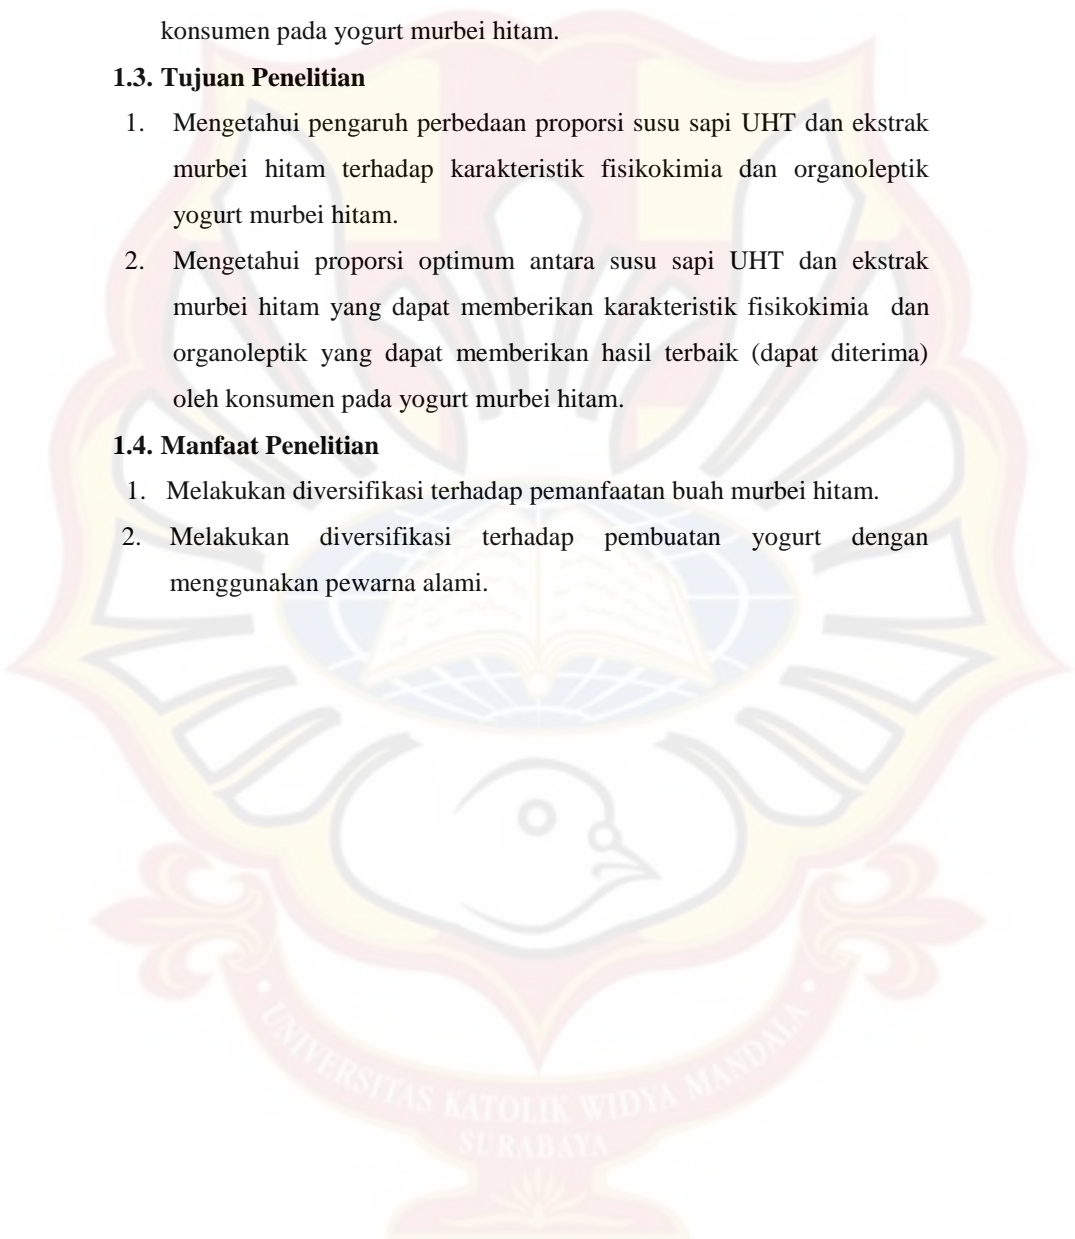 konsumen pada yogurt murbei hitam.
1.3. Tujuan Penelitian
1. Mengetahui pengaruh perbedaan proporsi susu sapi UHT dan ekstrak
murbei hitam terhadap karakteristik fisikokimia dan organoleptik
yogurt murbei hitam.
2. Mengetahui proporsi optimum antara susu sapi UHT dan ekstrak
murbei hitam yang dapat memberikan karakteristik fisikokimia dan
organoleptik yang dapat memberikan hasil terbaik (dapat diterima)
oleh konsumen pada yogurt murbei hitam.
1.4. Manfaat Penelitian
1. Melakukan diversifikasi terhadap pemanfaatan buah murbei hitam.
2. Melakukan diversifikasi terhadap pembuatan yogurt dengan
menggunakan pewarna alami.
UNIVERSITAS KATOLIK WIDYA MANDALA
SURABAYA